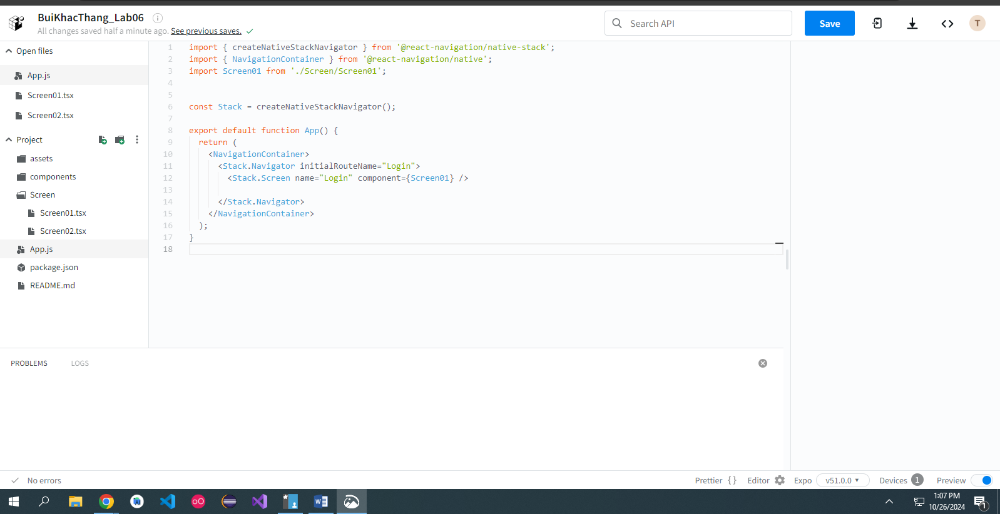 BuiKhacThang_Lab06
All changes saved half a minute ago. See previous saves.
Search API
Save
T
Open files
App.js
Screen01.tsx
Screen02.tsx
Project
assets
components
Screen
Screen01.tsx
Screen02.tsx
App.js
package.json
README.md
1 import { createNativeStackNavigator } from '@react-navigation/native-stack';
2 import { NavigationContainer } from '@react-navigation/native';
3 import Screen01 from './Screen/Screen01';
4
5
6 const Stack = createNativeStackNavigator();
7
8 export default function App() {
9 return (
10 <NavigationContainer>
11 <Stack.Navigator initialRouteName="Login">
12 <Stack.Screen name="Login" component={Screen01} />
13
14 </Stack.Navigator>
15 </NavigationContainer>
16 );
17 }
18
PROBLEMS LOGS
No errors
Prettier {} Editor Expo v51.0.0 Devices 1 Preview
1:07 PM
10/26/2024
1